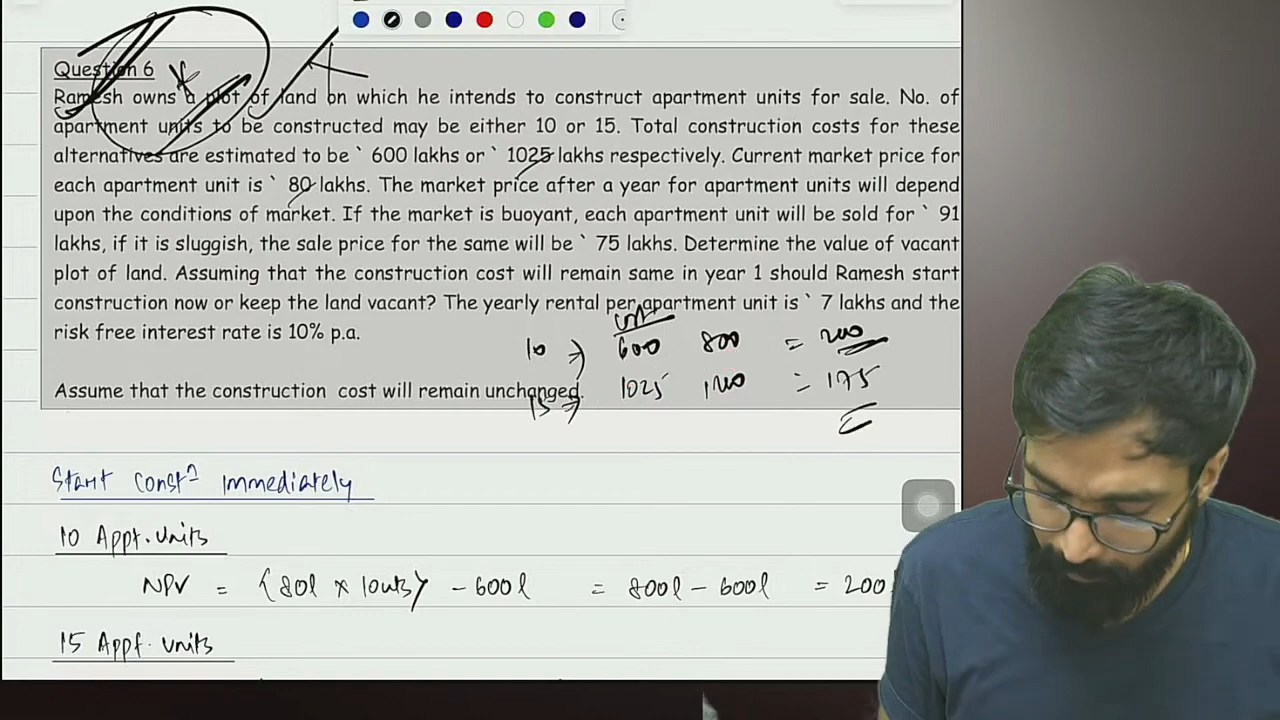 Question 6
Ramesh owns a plot of land on which he intends to construct apartment units for sale. No. of
apartment units to be constructed may be either 10 or 15. Total construction costs for these
alternatives are estimated to be ` 600 lakhs or ` 1025 lakhs respectively. Current market price for
each apartment unit is ` 80 lakhs. The market price after a year for apartment units will depend
upon the conditions of market. If the market is buoyant, each apartment unit will be sold for ` 91
lakhs, if it is sluggish, the sale price for the same will be ` 75 lakhs. Determine the value of vacant
plot of land. Assuming that the construction cost will remain same in year 1 should Ramesh start
construction now or keep the land vacant? The yearly rental per apartment unit is ` 7 lakhs and the
risk free interest rate is 10% p.a.
cost
10 → 600 800 = 200
Assume that the construction cost will remain unchanged.
15 → 1025 1200 = 175
Start Constn immediately
10 Appt. Units
NPV = {80l × 10units} - 600l = 800l - 600l = 200
15 Appt. Units